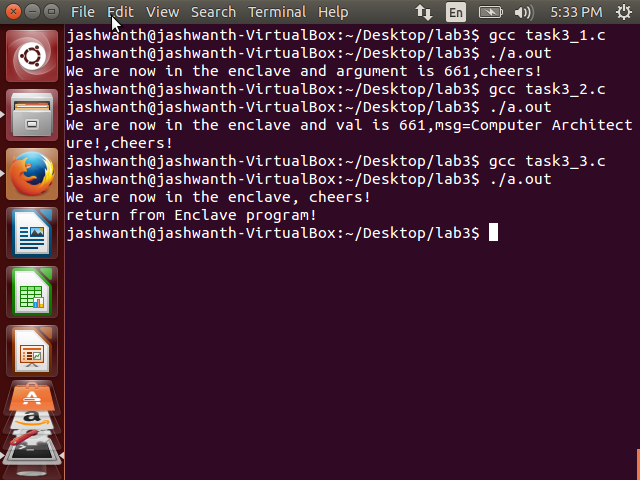 File Edit View Search Terminal Help En 5:33 PM
jashwanth@jashwanth-VirtualBox:~/Desktop/lab3$ gcc task3_1.c
jashwanth@jashwanth-VirtualBox:~/Desktop/lab3$ ./a.out
We are now in the enclave and argument is 661,cheers!
jashwanth@jashwanth-VirtualBox:~/Desktop/lab3$ gcc task3_2.c
jashwanth@jashwanth-VirtualBox:~/Desktop/lab3$ ./a.out
We are now in the enclave and val is 661,msg=Computer Architect
ure!,cheers!
jashwanth@jashwanth-VirtualBox:~/Desktop/lab3$ gcc task3_3.c
jashwanth@jashwanth-VirtualBox:~/Desktop/lab3$ ./a.out
We are now in the enclave, cheers!
return from Enclave program!
jashwanth@jashwanth-VirtualBox:~/Desktop/lab3$